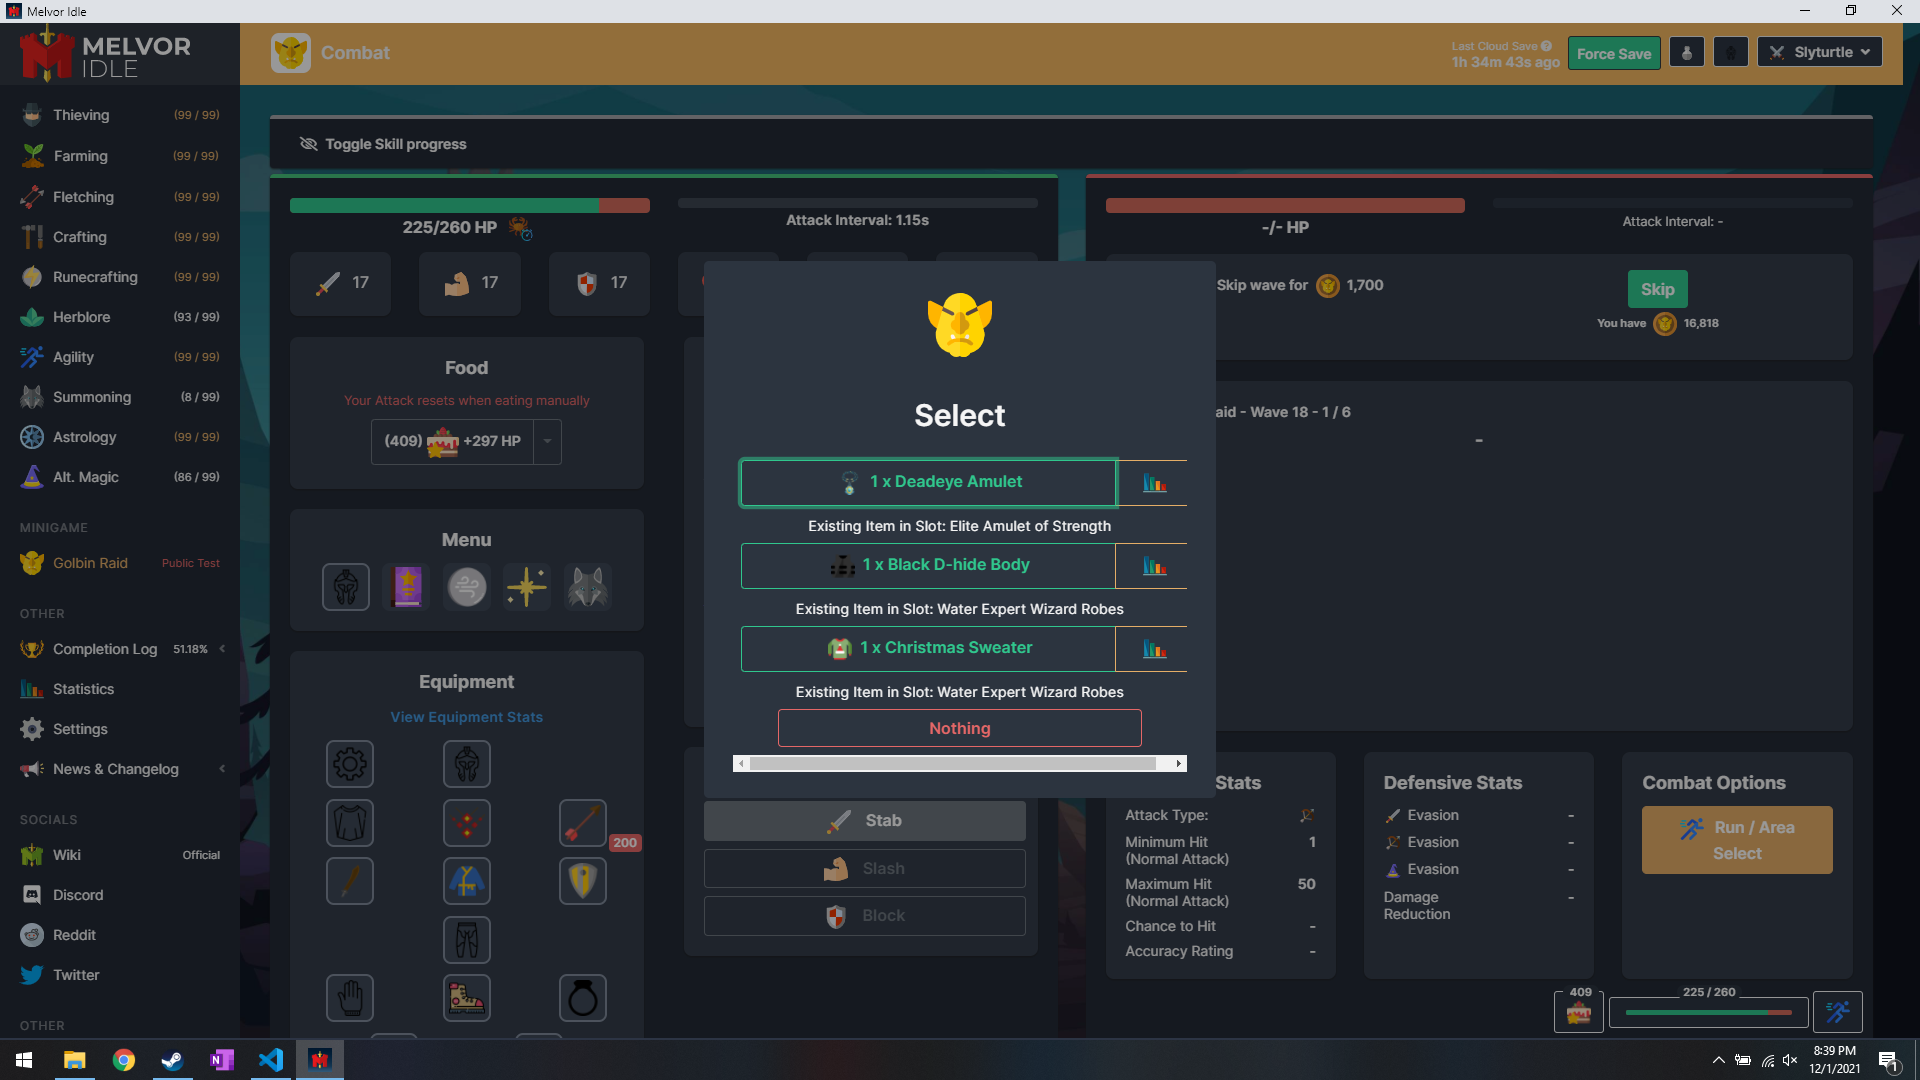 Melvor Idle
MELVOR
IDLE
Combat
Last Cloud Save
1h 34m 43s ago
Force Save
Slyturtle
Thieving (99 / 99)
Farming (99 / 99)
Fletching (99 / 99)
Crafting (99 / 99)
Runecrafting (99 / 99)
Herblore (93 / 99)
Agility (99 / 99)
Summoning (8 / 99)
Astrology (99 / 99)
Alt. Magic (86 / 99)
MINIGAME
Golbin Raid Public Test
OTHER
Completion Log 51.18%
Statistics
Settings
News & Changelog
SOCIALS
Wiki Official
Discord
Reddit
Twitter
OTHER
Toggle Skill progress
225/260 HP
Attack Interval: 1.15s
17 17 17
Food
Your Attack resets when eating manually
(409) +297 HP
Menu
Equipment
View Equipment Stats
200
Select
1 x Deadeye Amulet
Existing Item in Slot: Elite Amulet of Strength
1 x Black D-hide Body
Existing Item in Slot: Water Expert Wizard Robes
1 x Christmas Sweater
Existing Item in Slot: Water Expert Wizard Robes
Nothing
Stab
Slash
Block
-/- HP
Attack Interval: -
Skip wave for 1,700
Skip
You have 16,818
aid - Wave 18 - 1 / 6
-
Stats
Attack Type:
Minimum Hit 1
(Normal Attack)
Maximum Hit 50
(Normal Attack)
Chance to Hit -
Accuracy Rating -
Defensive Stats
Evasion -
Evasion -
Evasion -
Damage -
Reduction
Combat Options
Run / Area
Select
409
225 / 260
8:39 PM
12/1/2021
1